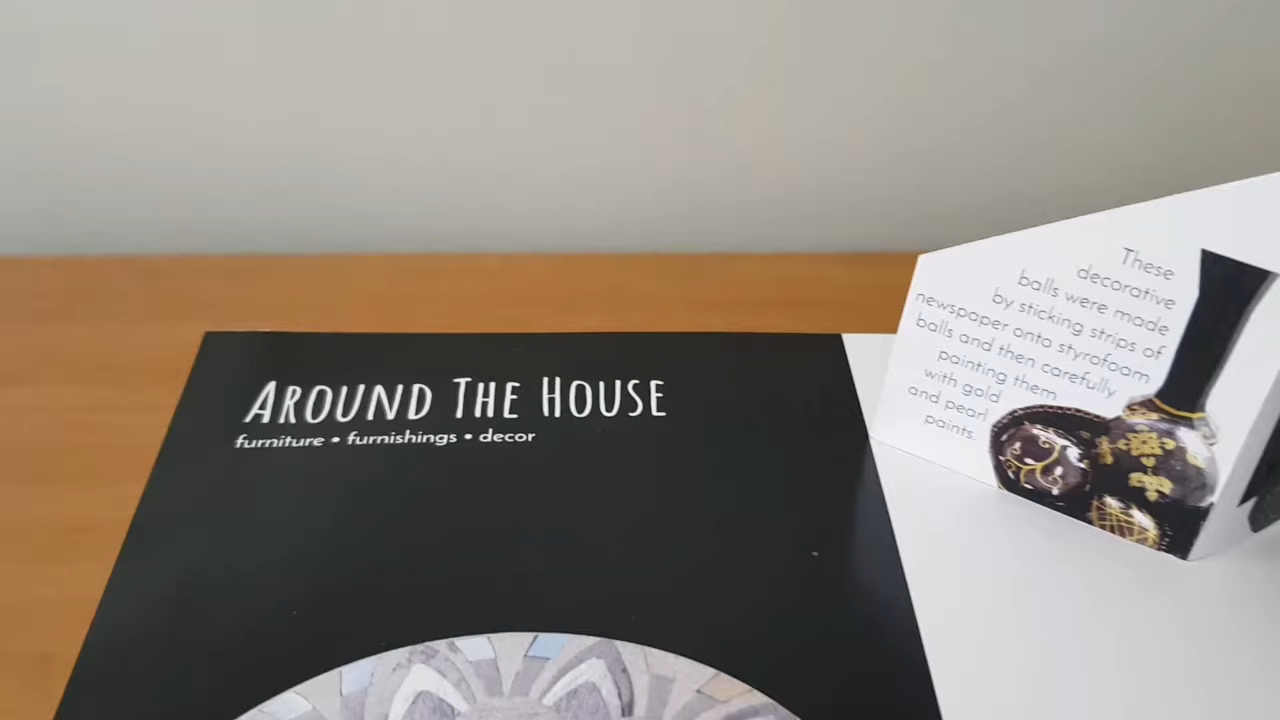 AROUND THE HOUSE
furniture • furnishings • decor
These
decorative
balls were made
by sticking strips of
newspaper onto styrofoam
balls and then carefully
painting them
with gold
and pearl
paints.